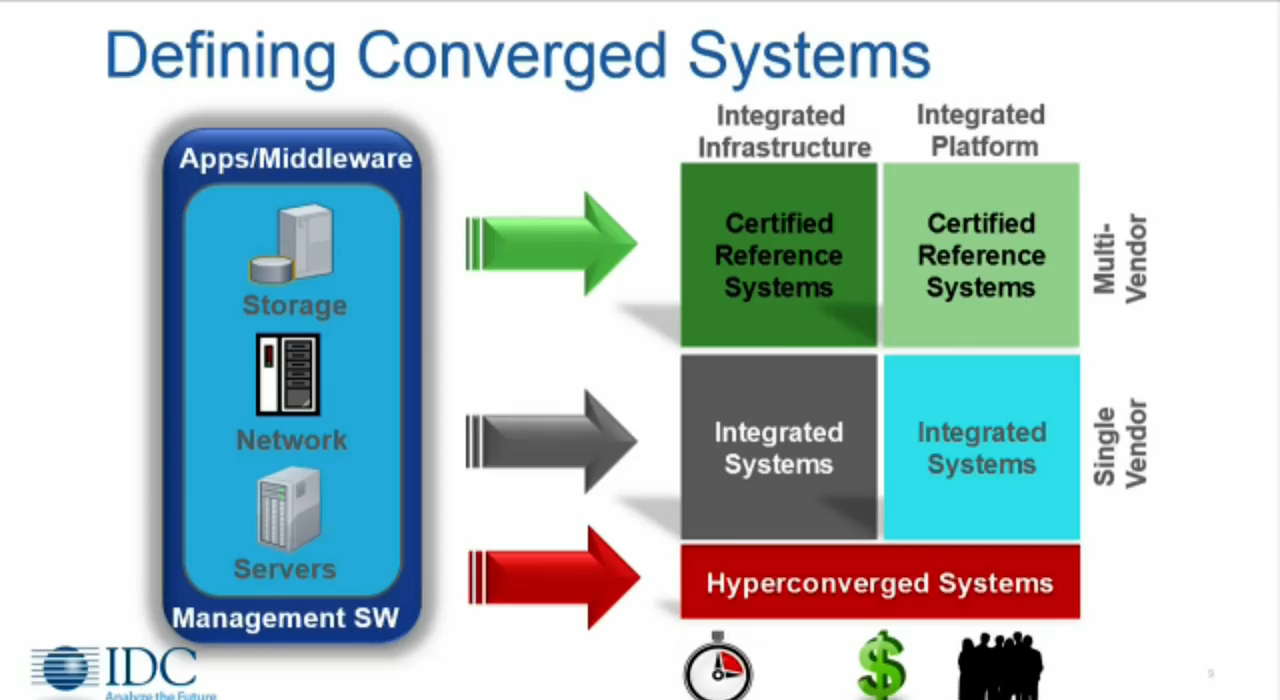 Defining Converged Systems
Apps/Middleware
Storage
Network
Servers
Management SW
Integrated
Infrastructure
Integrated
Platform
Certified
Reference
Systems
Certified
Reference
Systems
Multi-
Vendor
Integrated
Systems
Integrated
Systems
Single
Vendor
Hyperconverged Systems
$
IDC
Analyze the Future
9